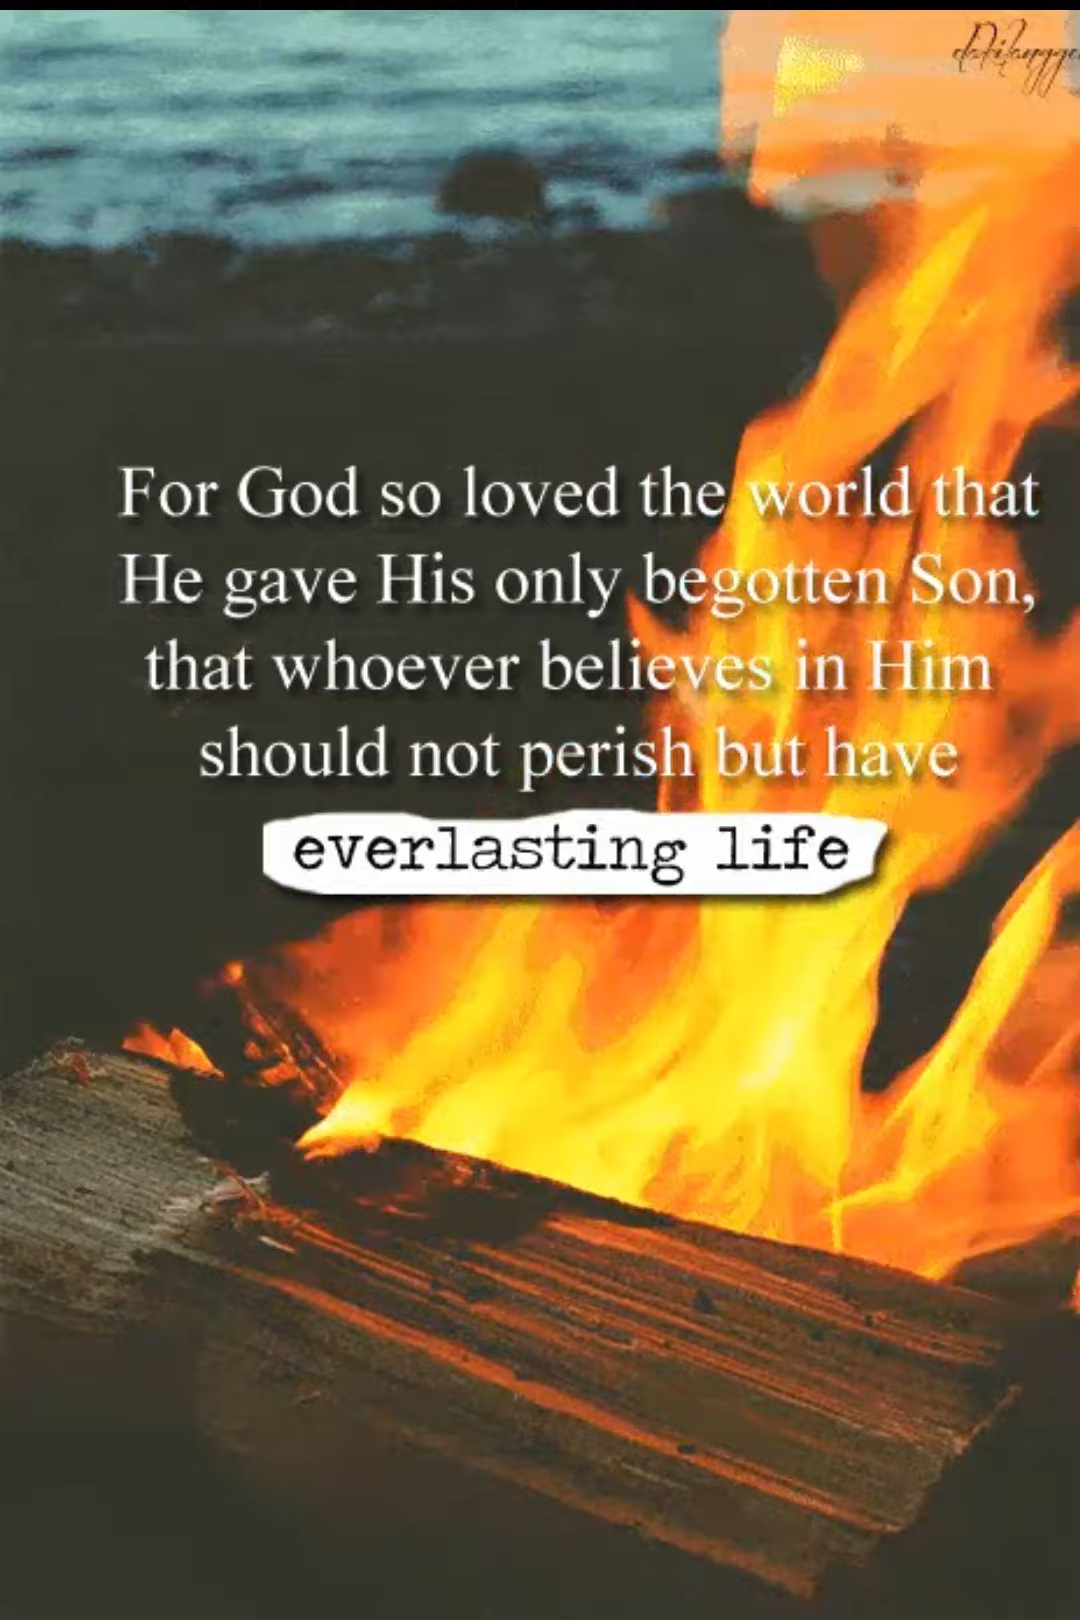 For God so loved the world that
He gave His only begotten Son,
that whoever believes in Him
should not perish but have
everlasting life